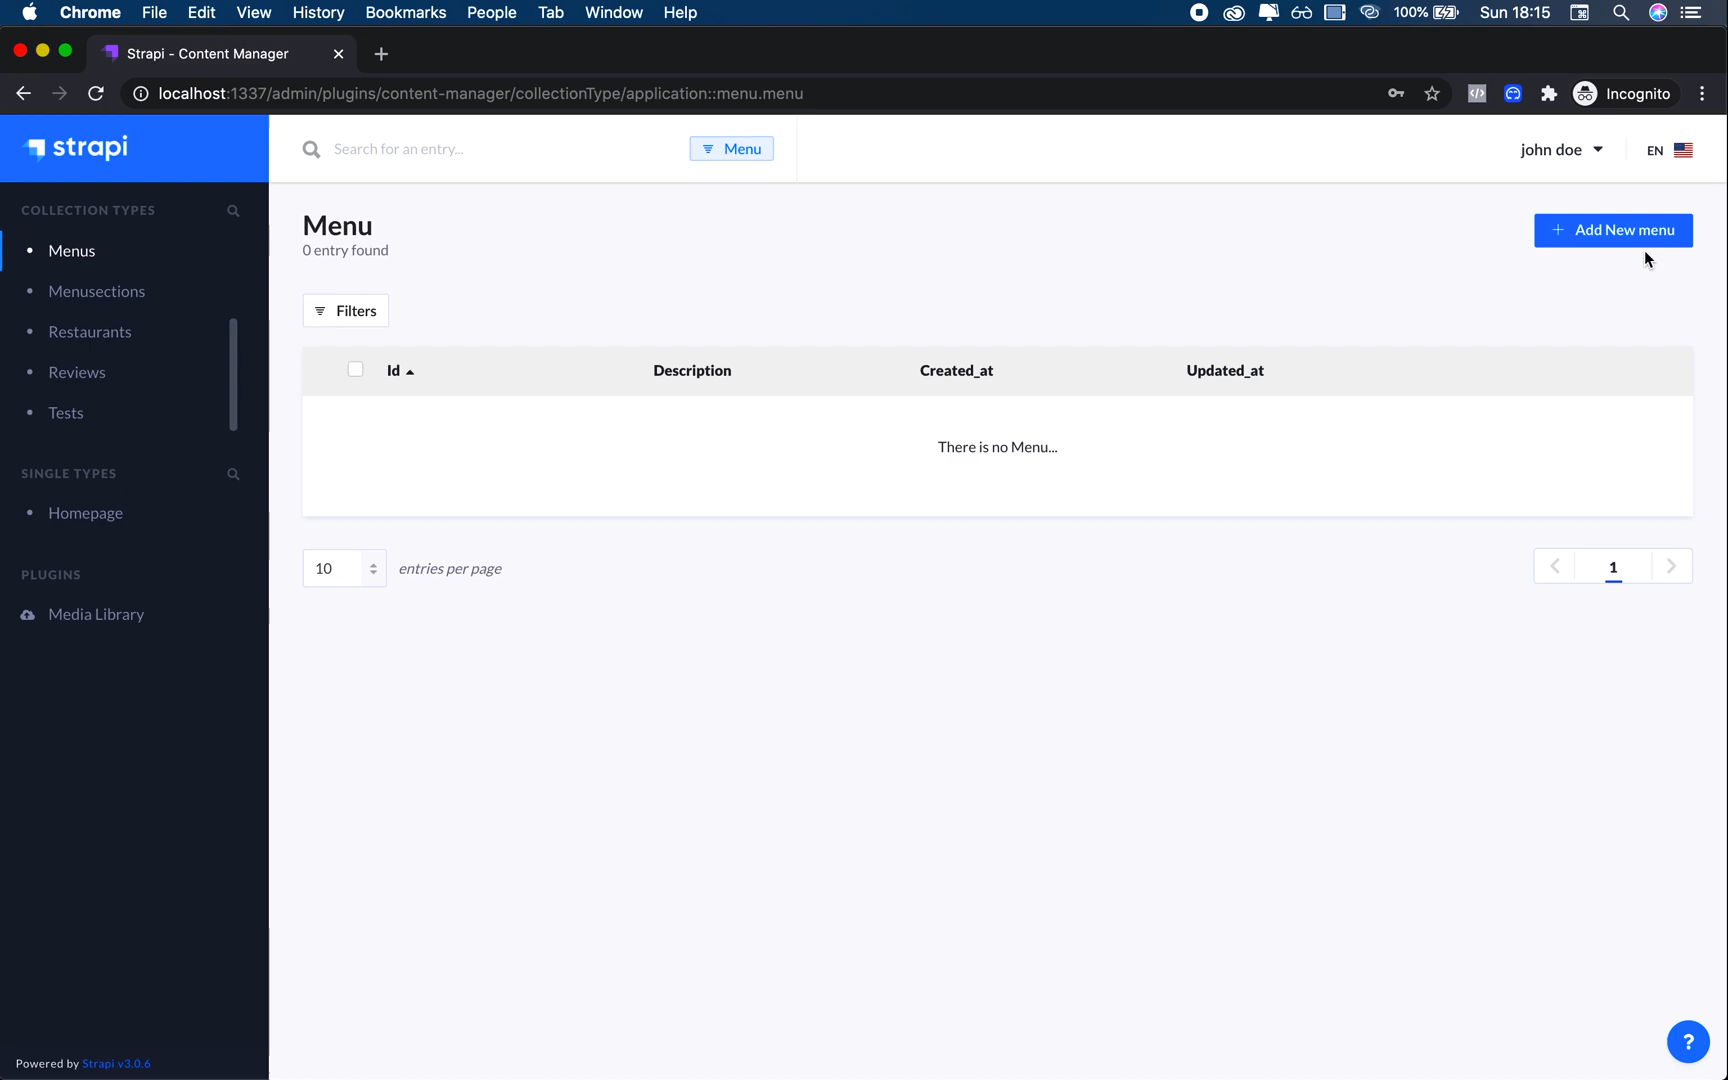 Chrome File Edit View History Bookmarks People Tab Window Help 100% Sun 18:15
Strapi - Content Manager
localhost:1337/admin/plugins/content-manager/collectionType/application::menu.menu Incognito
strapi
Search for an entry...
Menu
john doe
EN
COLLECTION TYPES
Menus
Menusections
Restaurants
Reviews
Tests
SINGLE TYPES
Homepage
PLUGINS
Media Library
Powered by Strapi v3.0.6
Menu
0 entry found
+ Add New menu
Filters
Id Description Created_at Updated_at
There is no Menu...
10 entries per page
1
?